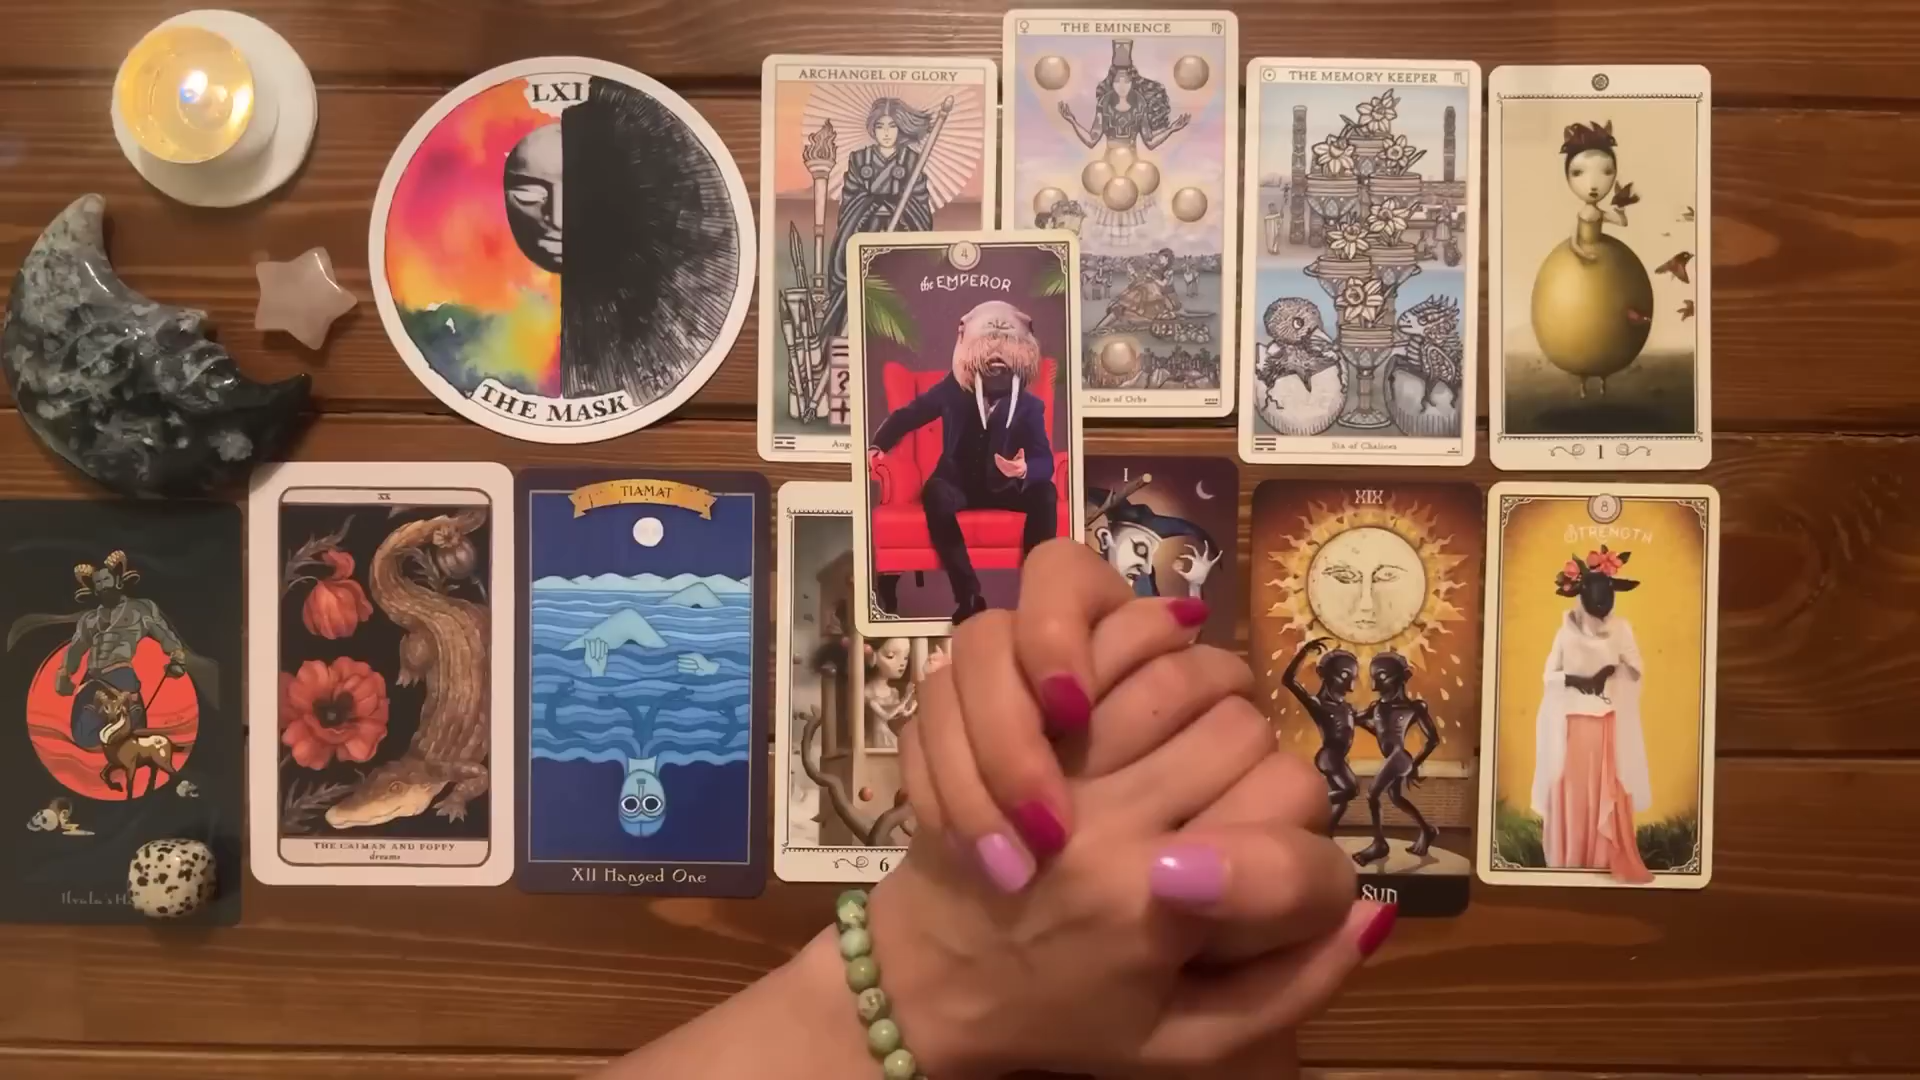 LXI
THE MASK
ARCHANGEL OF GLORY
THE EMINENCE
Nine of Orbs
THE MEMORY KEEPER
Six of Chalices
1
4
the EMPEROR
XX
THE CAIMAN AND POPPY
dreams
TIAMAT
XII Hanged One
6
I
XIX
Sun
8
STRENGTH